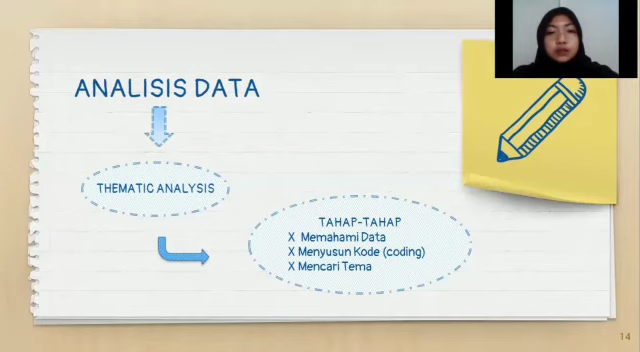 ANALISIS DATA
THEMATIC ANALYSIS
TAHAP-TAHAP
X Memahami Data
X Menyusun Kode (coding)
X Mencari Tema
14